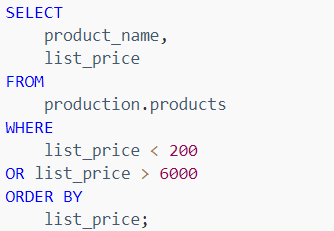 SELECT
    product_name,
    list_price
FROM
    production.products
WHERE
    list_price < 200
OR list_price > 6000
ORDER BY
    list_price;